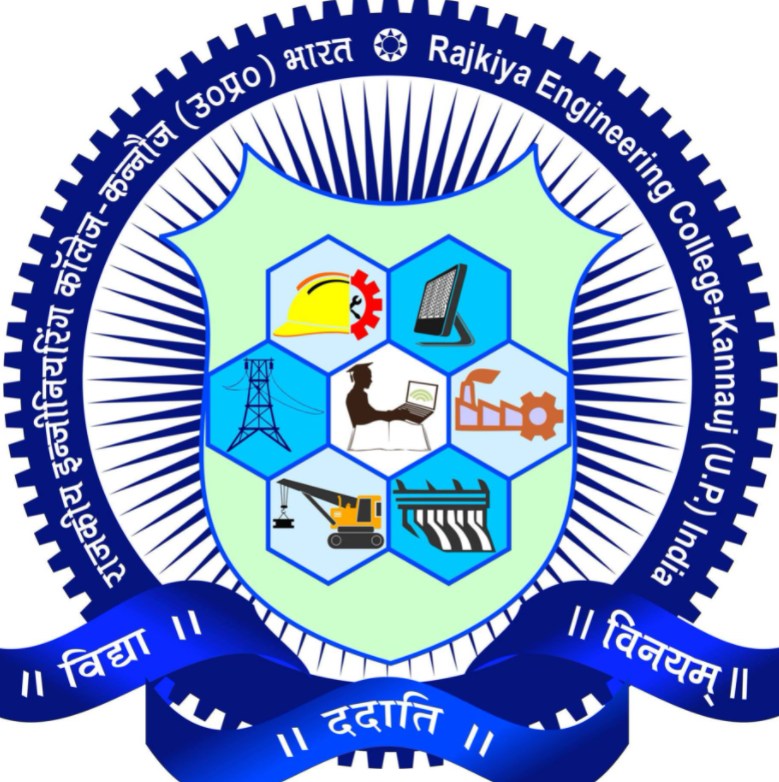 राजकीय इन्जीनियरिंग कॉलेज-कन्नौज (उ०प्र०) भारत
Rajkiya Engineering College-Kannauj (U.P.) India
॥ विद्या ॥
॥ ददाति ॥
॥ विनयम् ॥